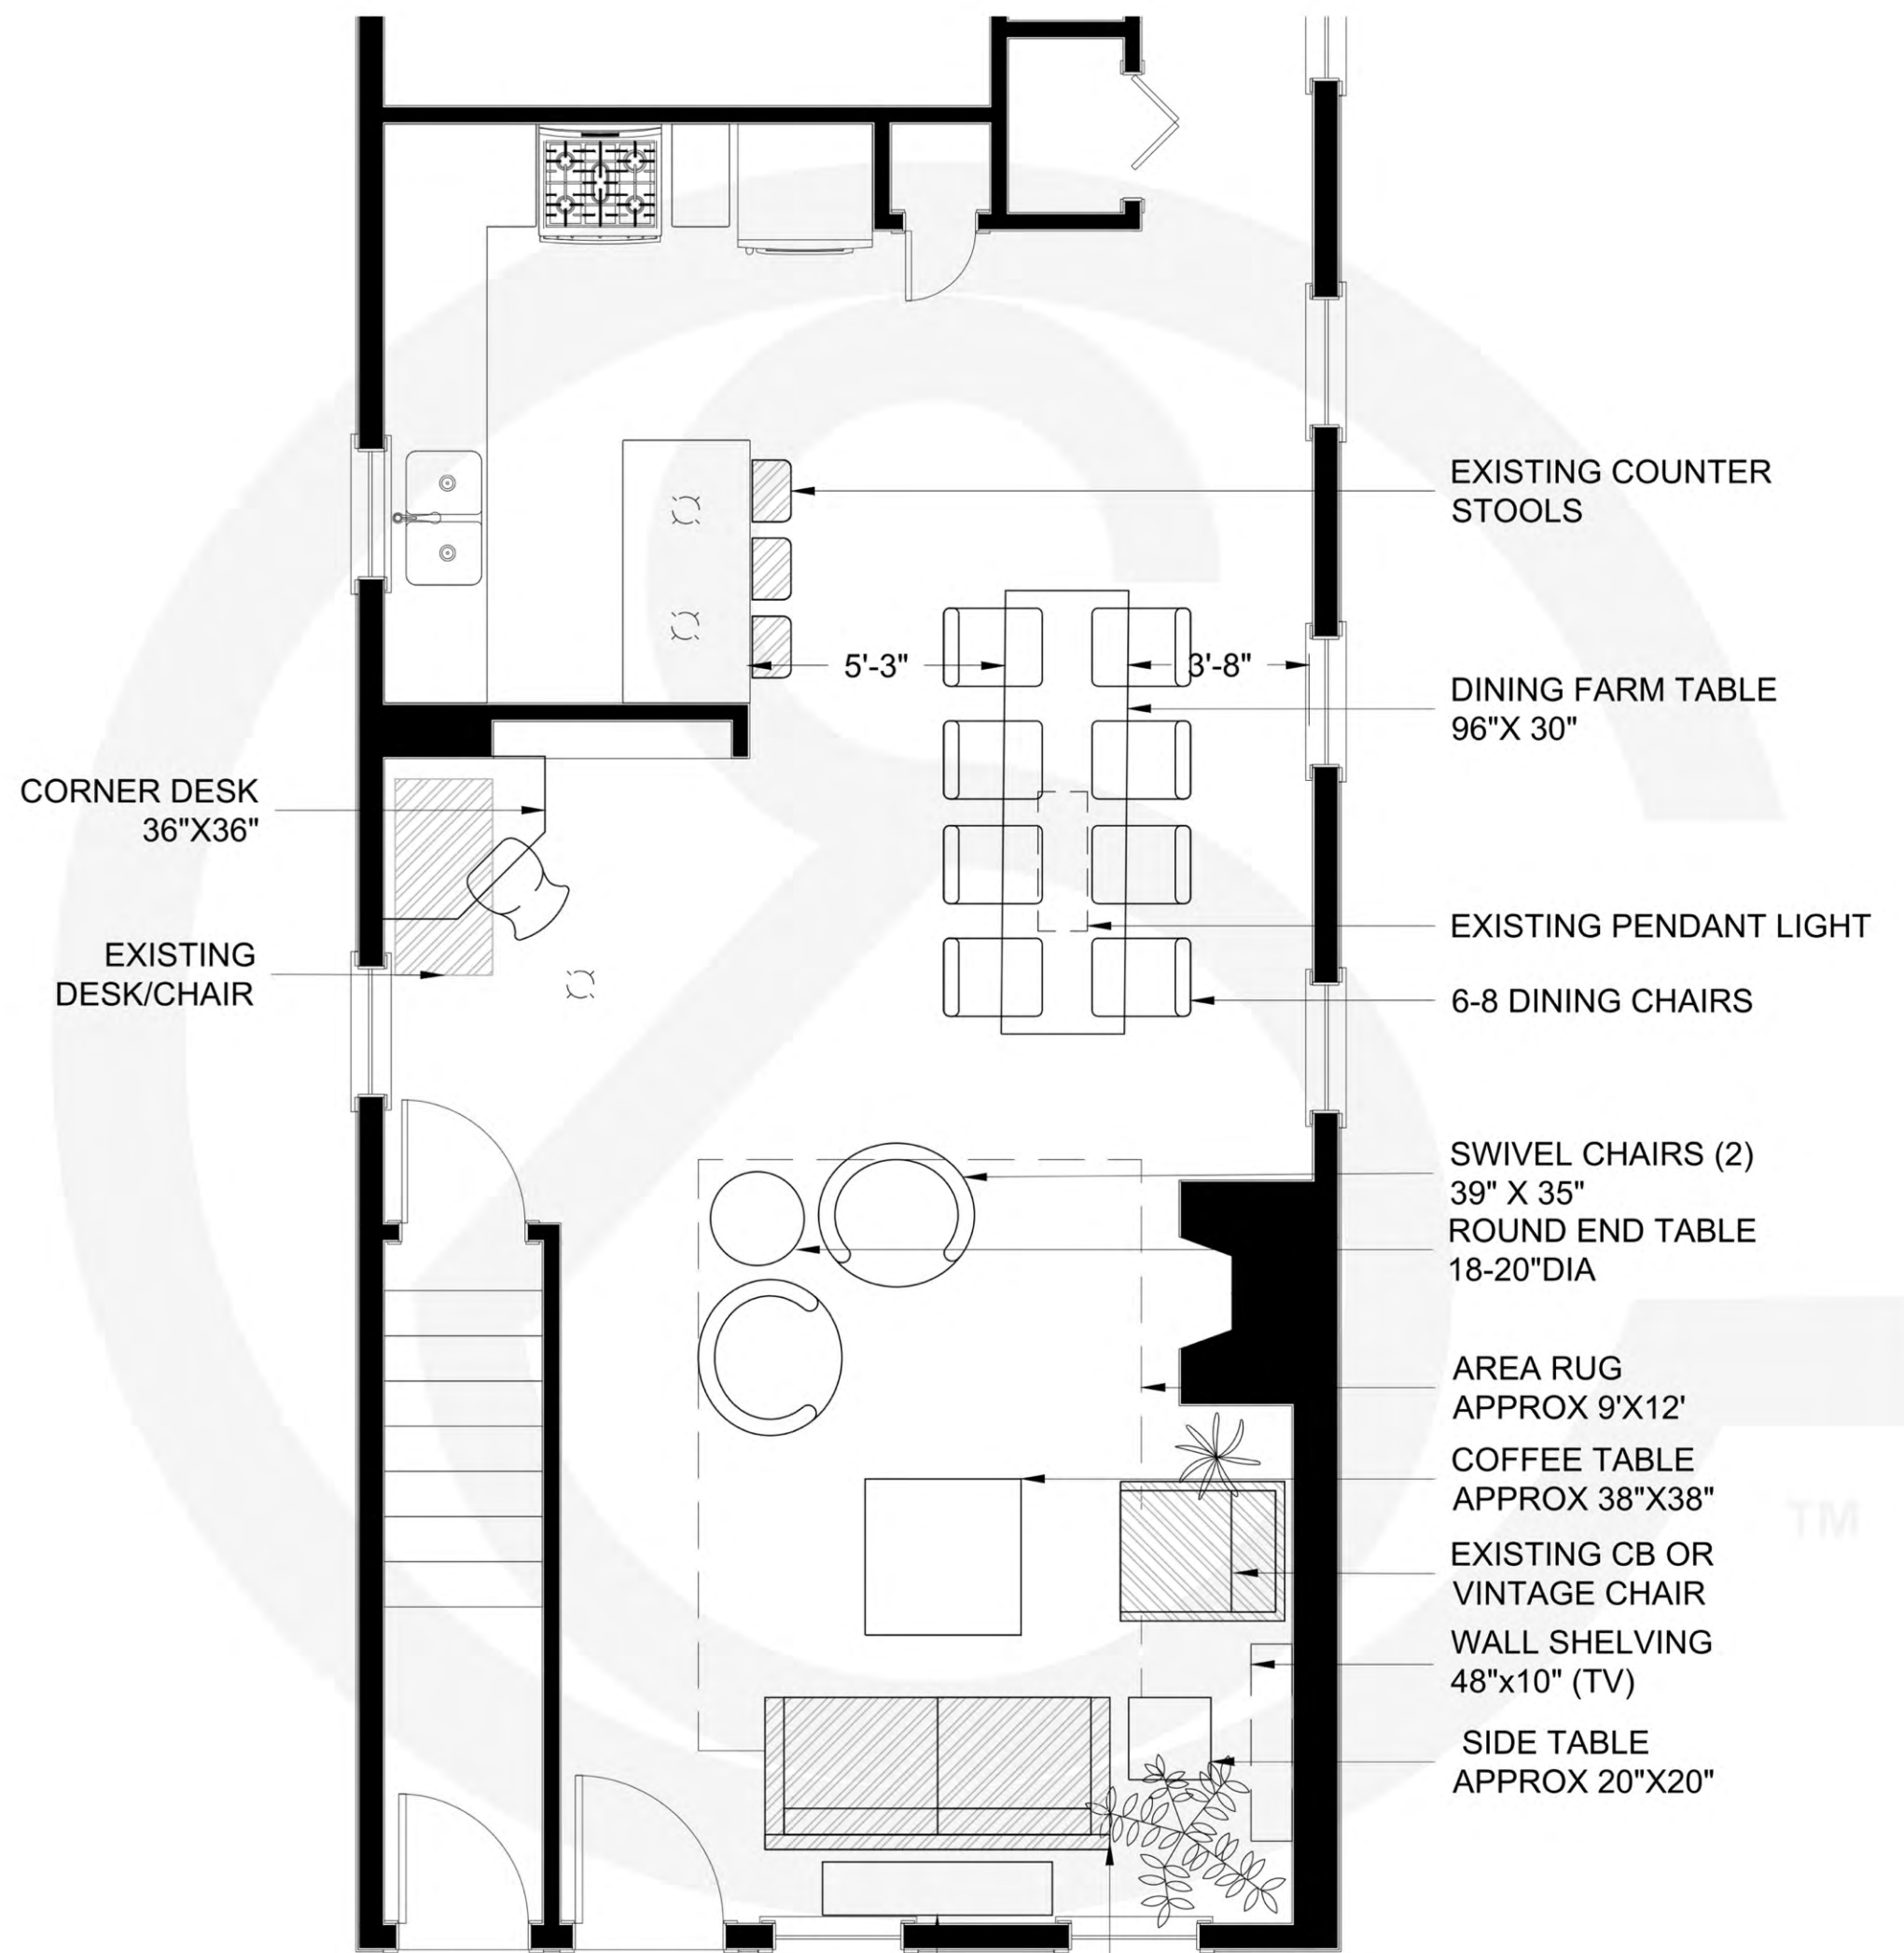 EXISTING COUNTER
STOOLS
5'-3"
3'-8"
DINING FARM TABLE
96"X 30"
CORNER DESK
36"X36"
EXISTING PENDANT LIGHT
EXISTING
DESK/CHAIR
6-8 DINING CHAIRS
SWIVEL CHAIRS (2)
39" X 35"
ROUND END TABLE
18-20"DIA
AREA RUG
APPROX 9'X12'
COFFEE TABLE
APPROX 38"X38"
TM
EXISTING CB OR
VINTAGE CHAIR
WALL SHELVING
48"x10" (TV)
SIDE TABLE
APPROX 20"X20"